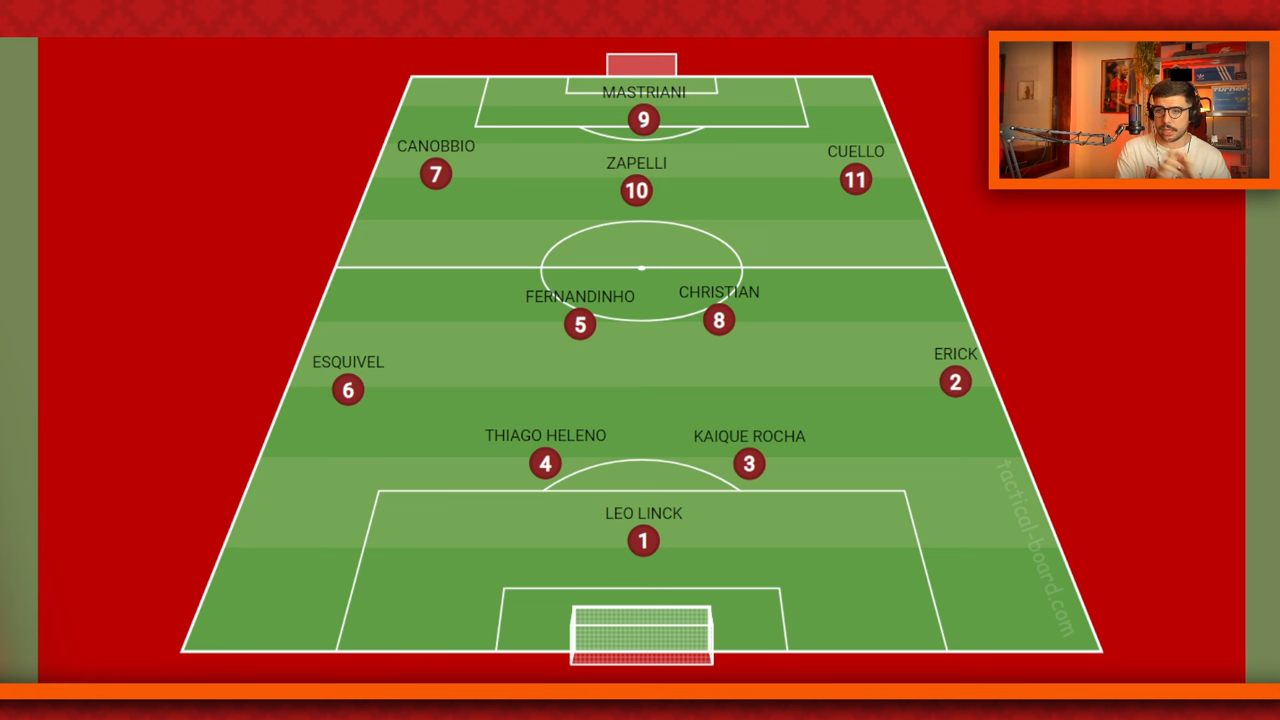 MASTRIANI
9
CANOBBIO
7
ZAPELLI
10
CUELLO
11
FERNANDINHO
5
CHRISTIAN
8
ESQUIVEL
6
ERICK
2
THIAGO HELENO
4
KAIQUE ROCHA
3
LEO LINCK
1
tactical-board.com